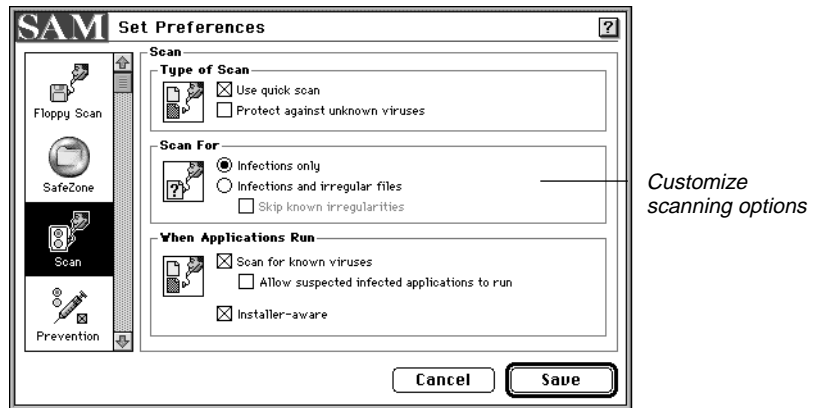 SAM Set Preferences ?
Floppy Scan
SafeZone
Scan
Prevention
Scan
Type of Scan
Use quick scan
Protect against unknown viruses
Scan For
?
Infections only
Infections and irregular files
Skip known irregularities
When Applications Run
Scan for known viruses
Allow suspected infected applications to run
Installer-aware
Cancel Save
Customize
scanning options